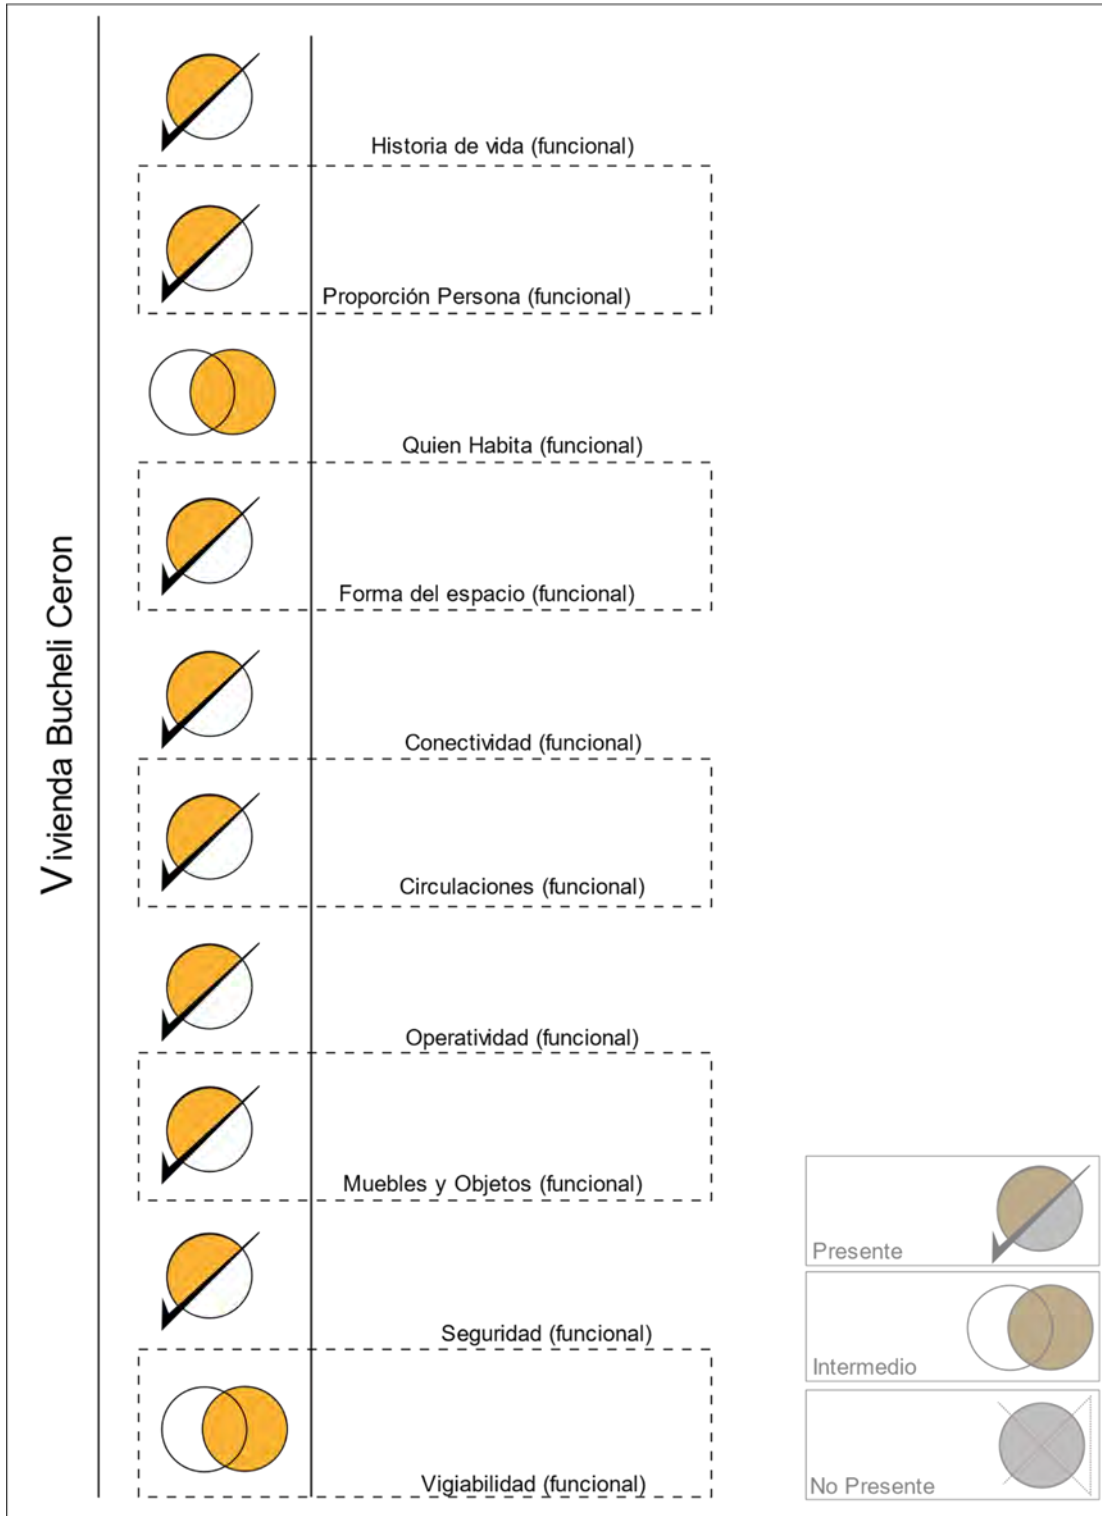 Vivienda Bucheli Ceron
Historia de vida (funcional)
Proporción Persona (funcional)
Quien Habita (funcional)
Forma del espacio (funcional)
Conectividad (funcional)
Circulaciones (funcional)
Operatividad (funcional)
Muebles y Objetos (funcional)
Seguridad (funcional)
Vigiabilidad (funcional)
Presente
Intermedio
No Presente